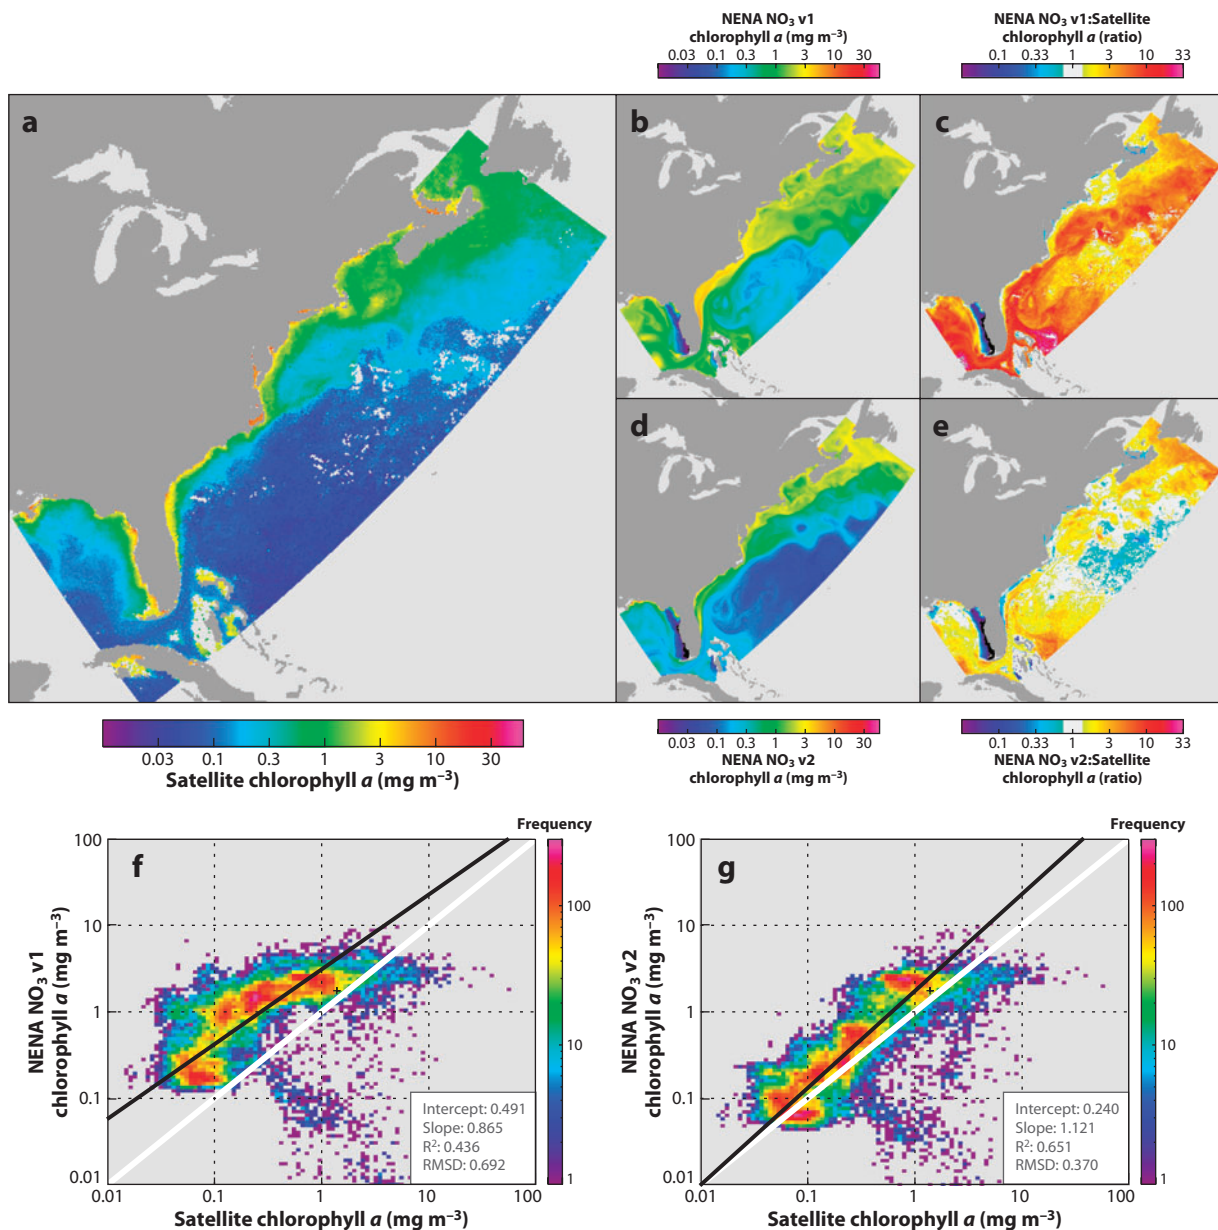 NENA NO3 v1
chlorophyll a (mg m−3)
0.03 0.1 0.3 1 3 10 30
NENA NO3 v1:Satellite
chlorophyll a (ratio)
0.1 0.33 1 3 10 33
a
b
c
d
e
0.03 0.1 0.3 1 3 10 30
Satellite chlorophyll a (mg m−3)
0.03 0.1 0.3 1 3 10 30
NENA NO3 v2
chlorophyll a (mg m−3)
0.1 0.33 1 3 10 33
NENA NO3 v2:Satellite
chlorophyll a (ratio)
f
Frequency
100
10
1
100
10
1
0.1
0.01
NENA NO3 v1
chlorophyll a (mg m−3)
Intercept: 0.491
Slope: 0.865
R2: 0.436
RMSD: 0.692
0.01 0.1 1 10 100
Satellite chlorophyll a (mg m−3)
g
Frequency
100
10
1
100
10
1
0.1
0.01
NENA NO3 v2
chlorophyll a (mg m−3)
Intercept: 0.240
Slope: 1.121
R2: 0.651
RMSD: 0.370
0.01 0.1 1 10 100
Satellite chlorophyll a (mg m−3)